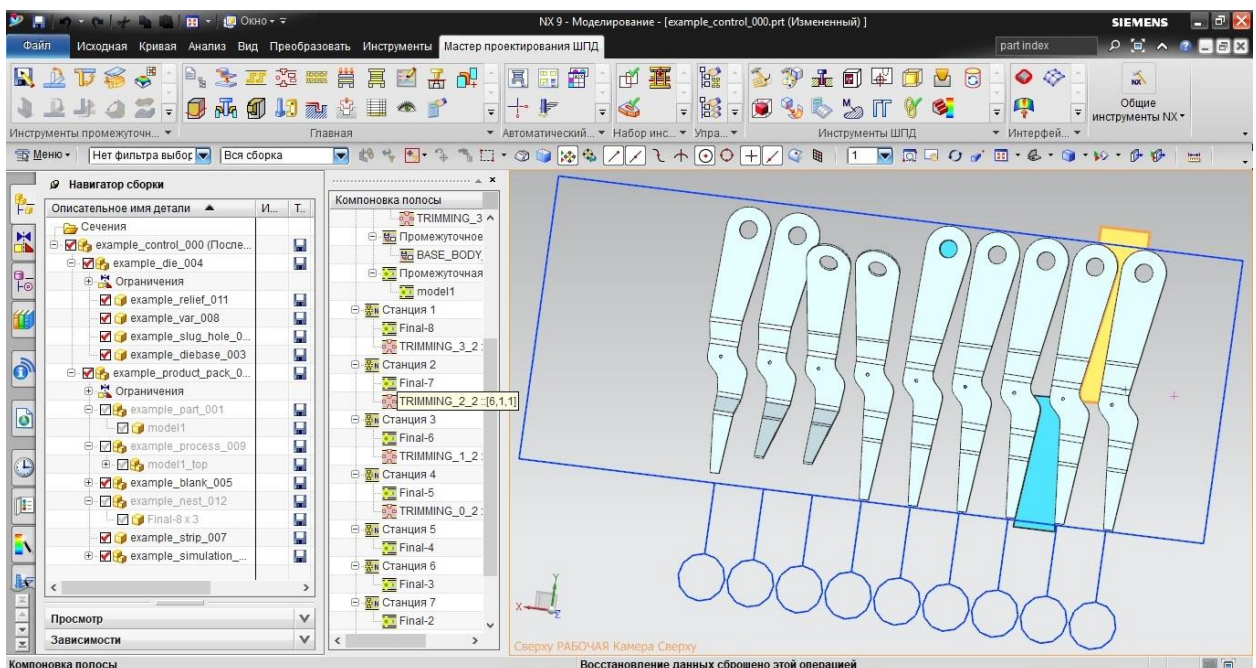 Окно
NX 9 - Моделирование - [example_control_000.prt (Измененный) ]
SIEMENS
Файл Исходная Кривая Анализ Вид Преобразовать Инструменты Мастер проектирования ШПД
part index
Общие
инструменты NX
Инструменты промежуточн...
Главная
Автоматический...
Набор инс...
Упра...
Инструменты ШПД
Интерфей...
Меню
Нет фильтра выбор
Вся сборка
1
Навигатор сборки
Описательное имя детали И... Т..
Сечения
example_control_000 (После...
example_die_004
Ограничения
example_relief_011
example_var_008
example_slug_hole_0...
example_diebase_003
example_product_pack_0...
Ограничения
example_part_001
model1
example_process_009
model1_top
example_blank_005
example_nest_012
Final-8 x 3
example_strip_007
example_simulation_...
Просмотр
Зависимости
Компоновка полосы
TRIMMING_3
Промежуточное
BASE_BODY_
Промежуточная
model1
Станция 1
Final-8
TRIMMING_3_2 :
Станция 2
Final-7
TRIMMING_2_2 ::[6,1,1]
Станция 3
Final-6
TRIMMING_1_2 :
Станция 4
Final-5
TRIMMING_0_2 :
Станция 5
Final-4
Станция 6
Final-3
Станция 7
Final-2
Y
X
Z
Сверху РАБОЧАЯ Камера Сверху
Компоновка полосы
Восстановление данных сброшено этой операцией